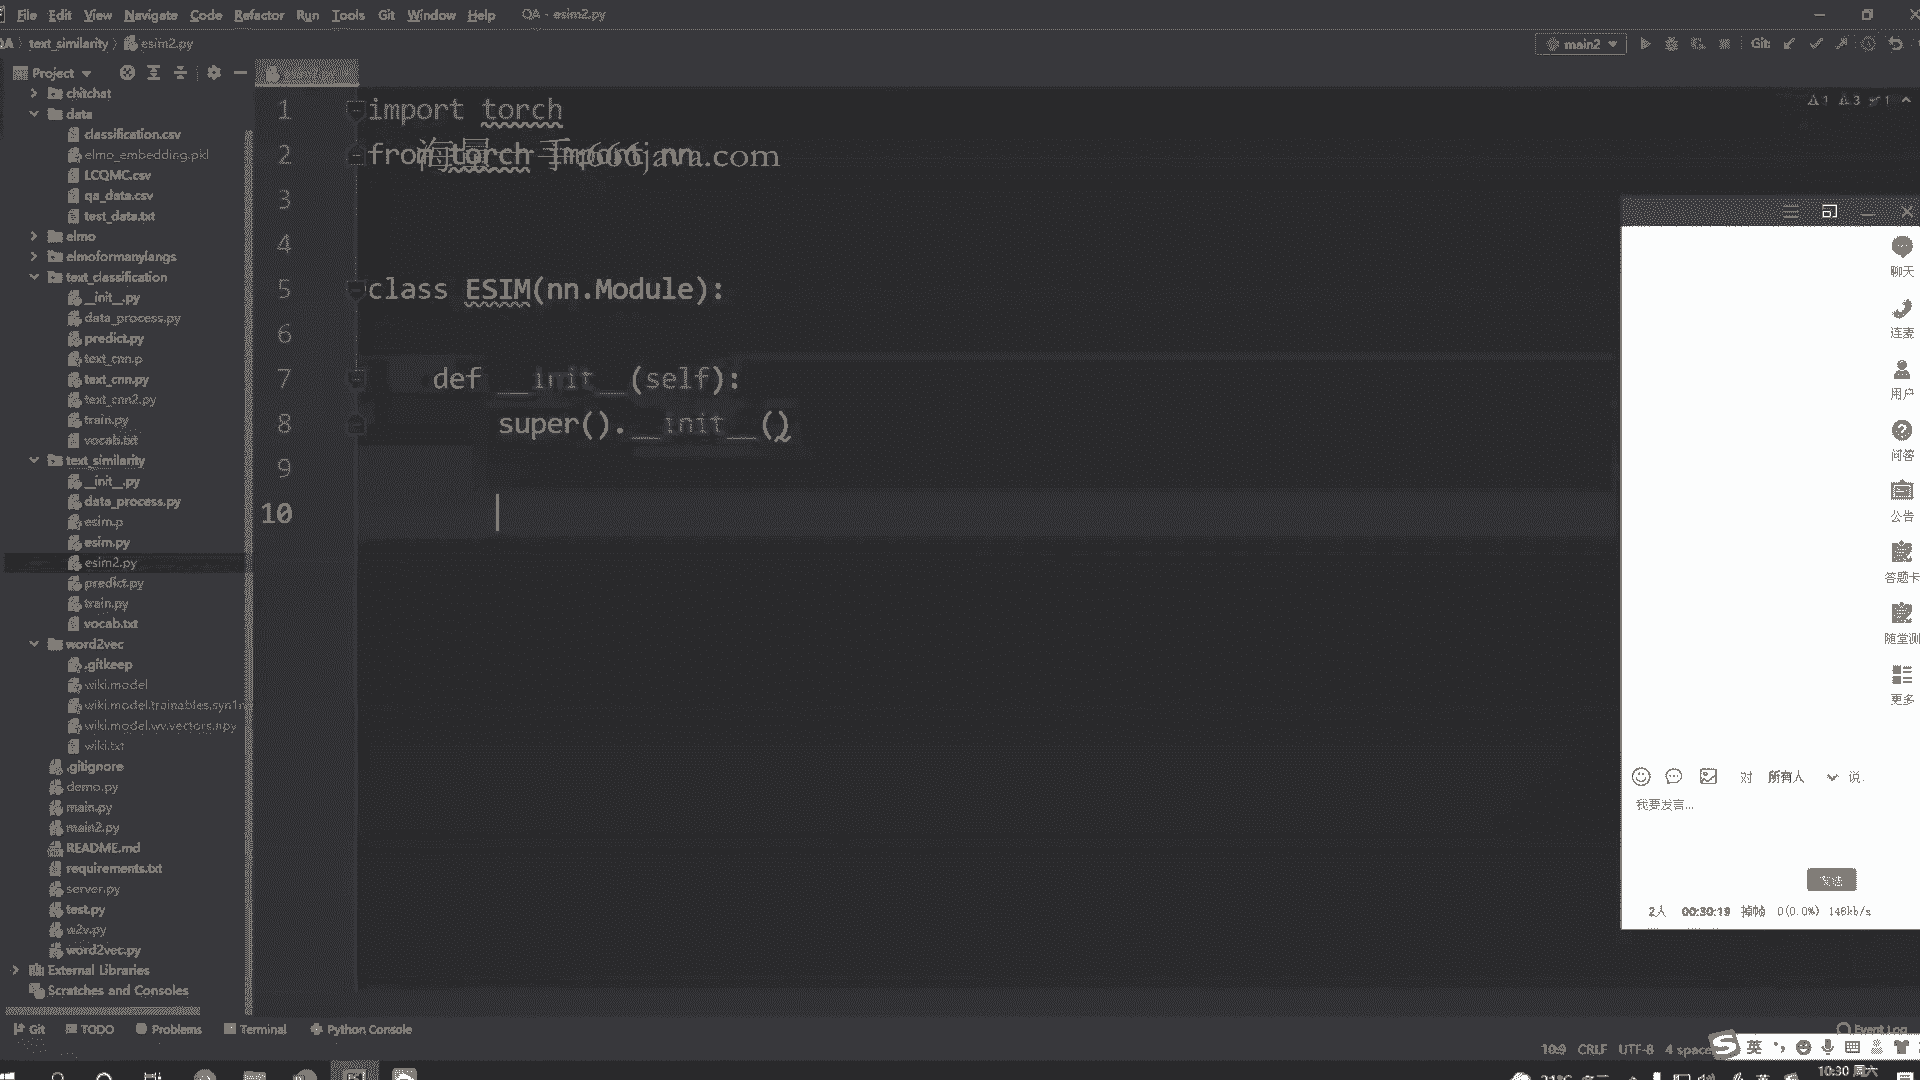 File Edit View Navigate Code Refactor Run Tools Git Window Help QA - esim2.py
QA text_similarity esim2.py
main2
Git:
Project
chitchat
data
classification.csv
elmo_embedding.pkl
LCQMC.csv
qa_data.csv
test_data.txt
elmo
elmoformanylangs
text_classification
__init__.py
data_process.py
predict.py
text_cnn.p
text_cnn.py
text_cnn2.py
train.py
vocab.txt
text_similarity
__init__.py
data_process.py
esim.p
esim.py
esim2.py
predict.py
train.py
vocab.txt
word2vec
.gitkeep
wiki.model
wiki.model.trainables.syn1n
wiki.model.wv.vectors.npy
wiki.txt
.gitignore
demo.py
main.py
main2.py
README.md
requirements.txt
server.py
test.py
w2v.py
word2vec.py
External Libraries
Scratches and Consoles
1 import torch
2 from torch import nn
海量一手:666java.com
3
4
5 class ESIM(nn.Module):
6
7 def __init__(self):
8 super().__init__()
9
10
1 3 1
聊天
连麦
用户
问答
公告
答题卡
随堂测
更多
对 所有人 说:
我要发言...
发送
2人 00:30:19 掉帧 0(0.0%) 148kb/s
Git TODO Problems Terminal Python Console
Event Log
10:9 CRLF UTF-8 4 spaces
英
10:30 周六